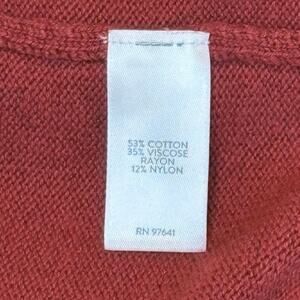 53% COTTON
35% VISCOSE
RAYON
12% NYLON
RN 97641